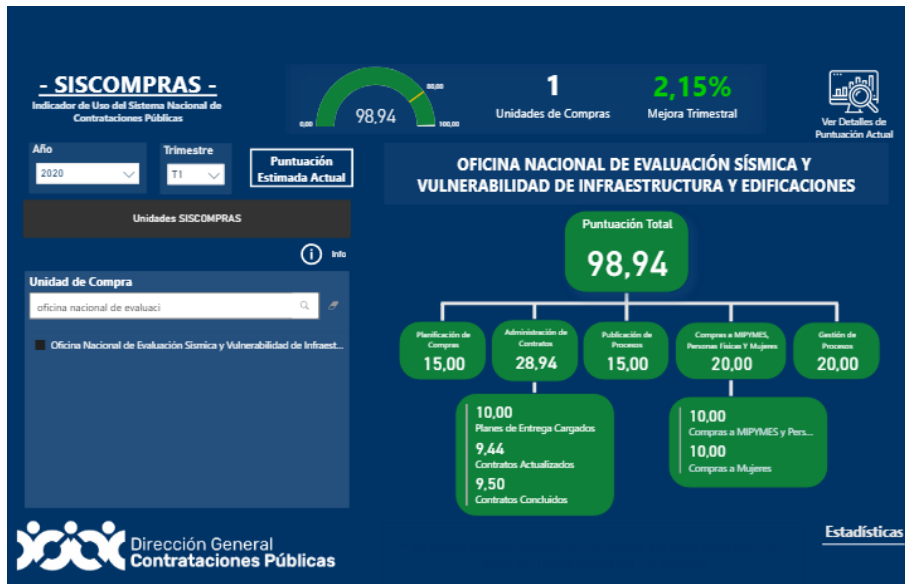 - SISCOMPRAS -
Indicador de Uso del Sistema Nacional de
Contrataciones Públicas
0,00
98,94
80,00
100,00
1
Unidades de Compras
2,15%
Mejora Trimestral
Ver Detalles de
Puntuación Actual
Año
2020
Trimestre
T1
Puntuación
Estimada Actual
Unidades SISCOMPRAS
Info
Unidad de Compra
oficina nacional de evaluaci
Oficina Nacional de Evaluación Sismica y Vulnerabilidad de Infraest...
OFICINA NACIONAL DE EVALUACIÓN SÍSMICA Y
VULNERABILIDAD DE INFRAESTRUCTURA Y EDIFICACIONES
Puntuación Total
98,94
Planificación de
Compras
15,00
Administración de
Contratos
28,94
Publicación de
Procesos
15,00
Compras a MIPYMES,
Personas Físicas Y Mujeres
20,00
Gestión de
Procesos
20,00
10,00
Planes de Entrega Cargados
9,44
Contratos Actualizados
9,50
Contratos Concluidos
10,00
Compras a MIPYMES y Pers...
10,00
Compras a Mujeres
Dirección General
Contrataciones Públicas
Estadísticas